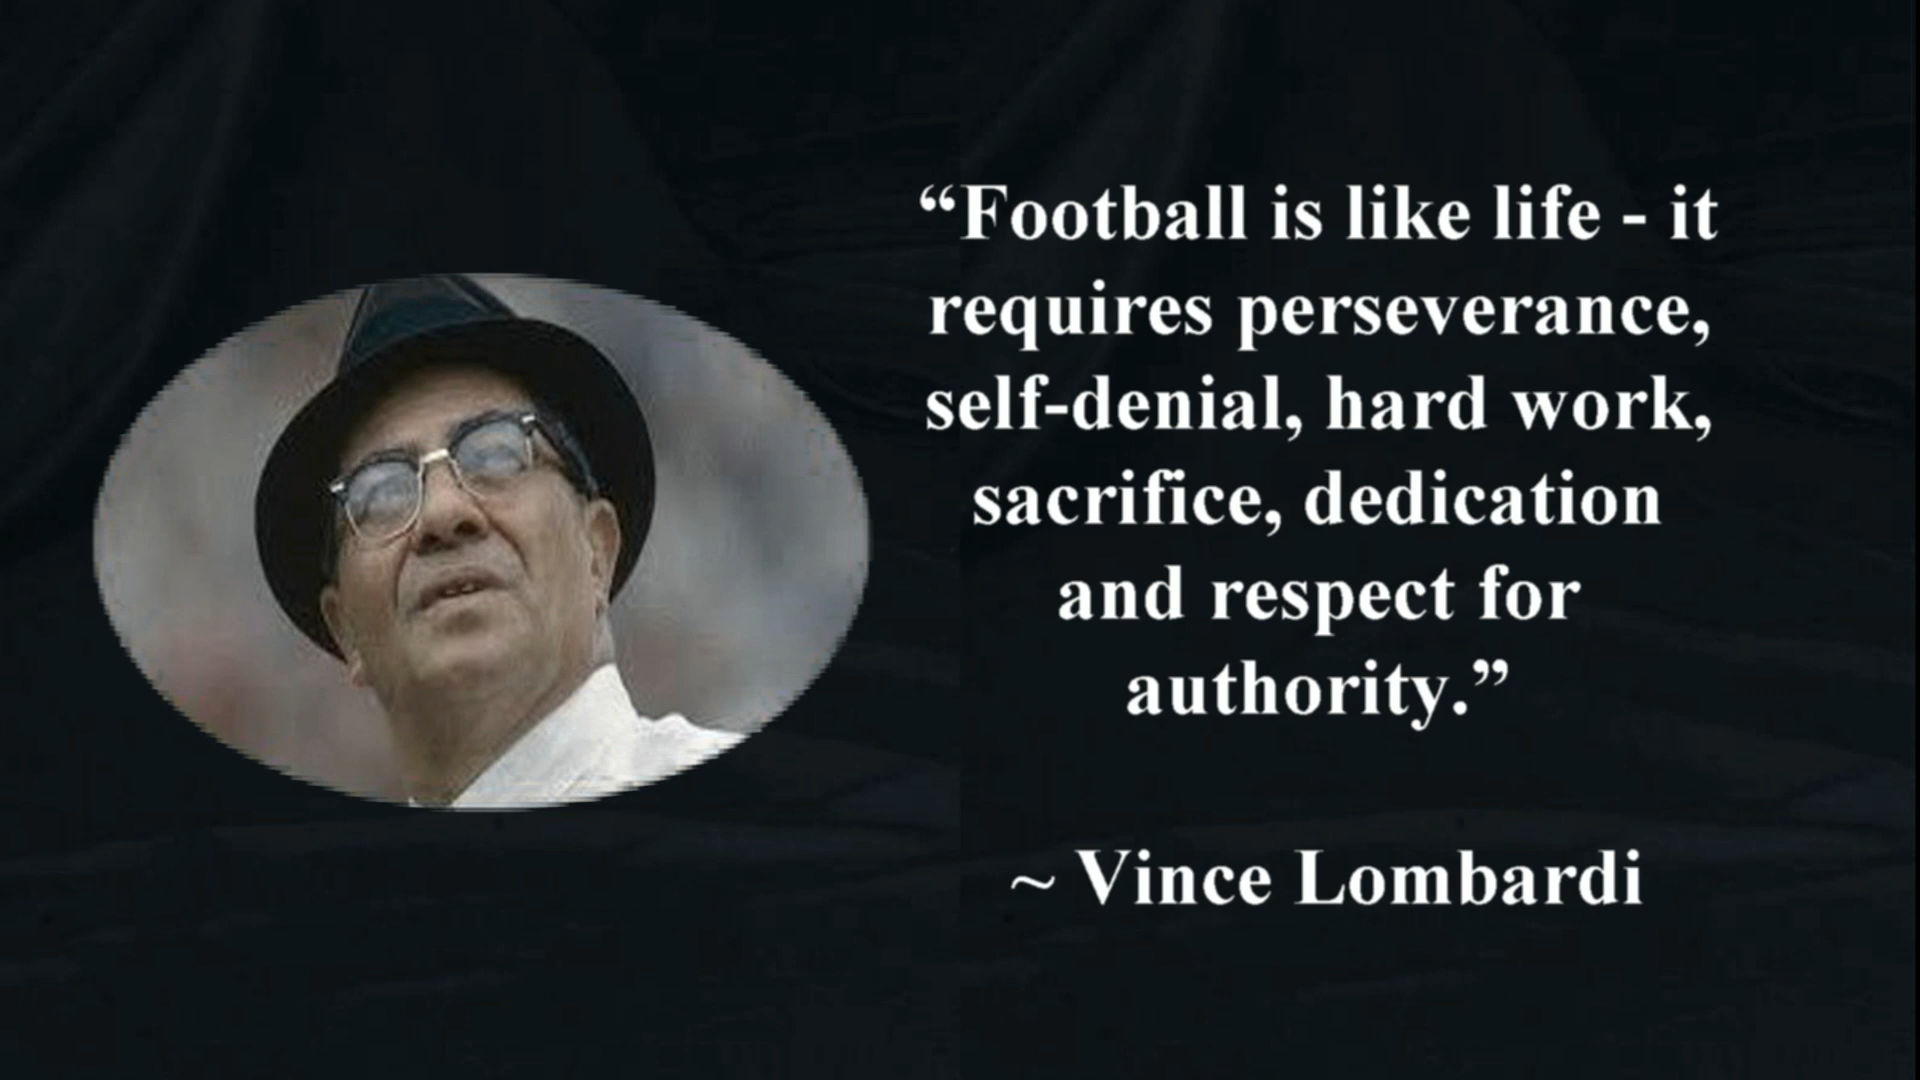 “Football is like life - it
requires perseverance,
self-denial, hard work,
sacrifice, dedication
and respect for
authority.”
~ Vince Lombardi